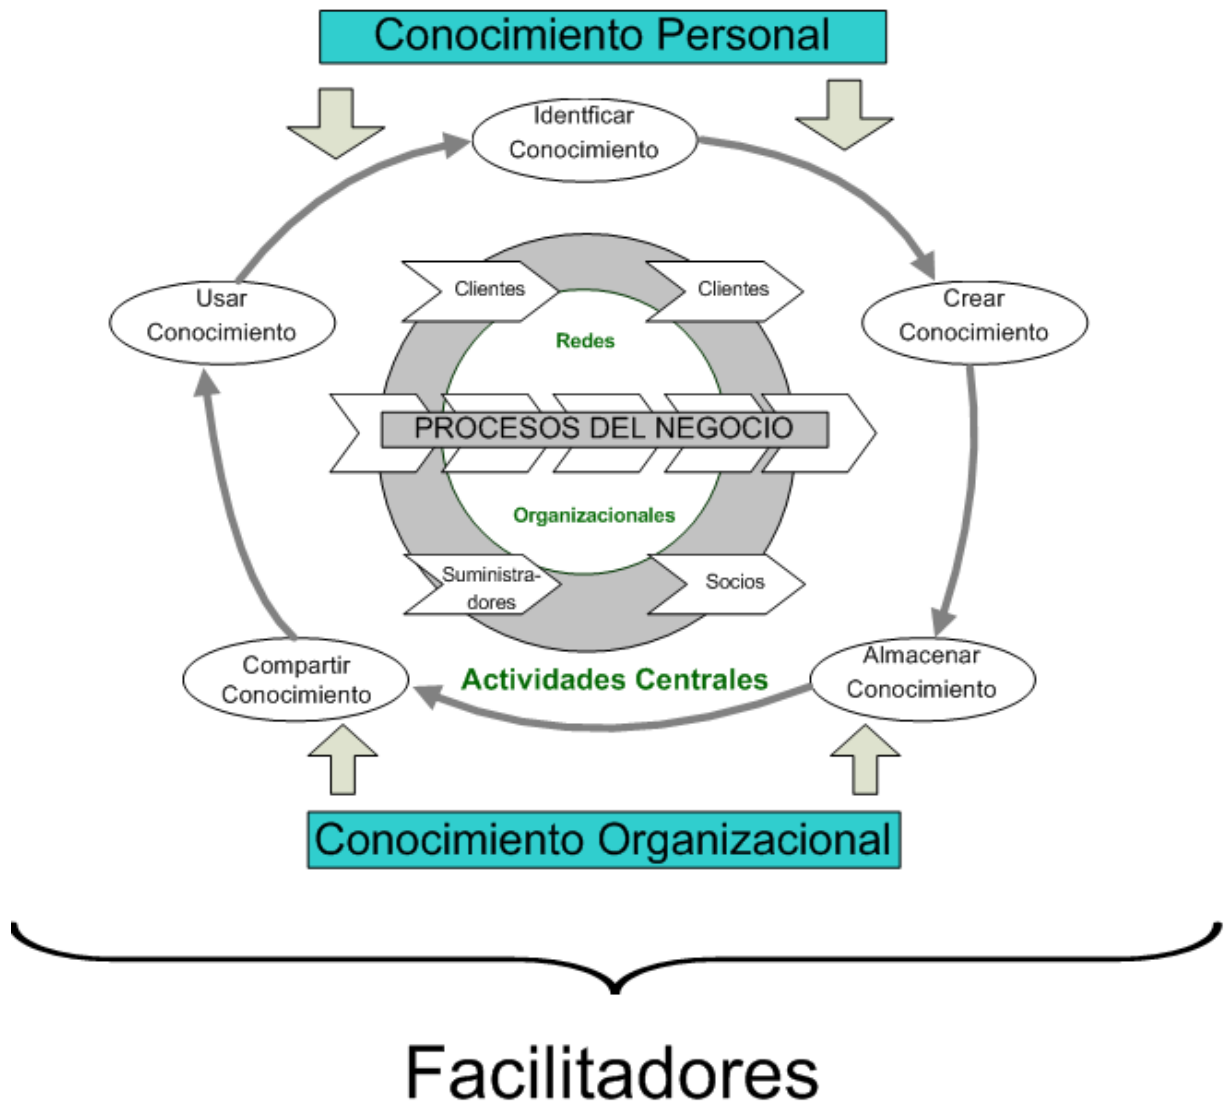 Conocimiento Personal
Identficar
Conocimiento
Usar
Conocimiento
Crear
Conocimiento
Clientes
Clientes
Redes
PROCESOS DEL NEGOCIO
Organizacionales
Suministra-
dores
Socios
Compartir
Conocimiento
Actividades Centrales
Almacenar
Conocimiento
Conocimiento Organizacional
Facilitadores